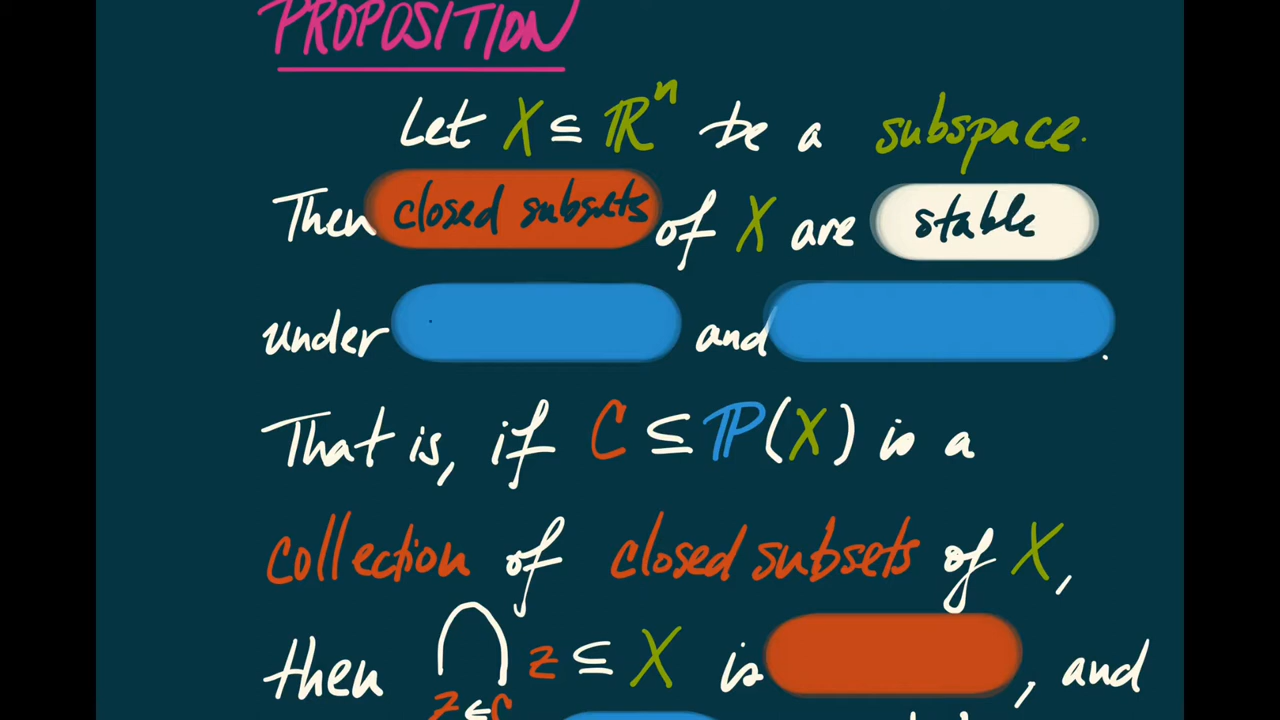 PROPOSITION
Let X ⊆ ℝⁿ be a subspace.
Then closed subsets of X are stable
under and .
That is, if C ⊆ ℙ(X) is a
collection of closed subsets of X,
then ⋂ Z ⊆ X is , and
Z ∈ C